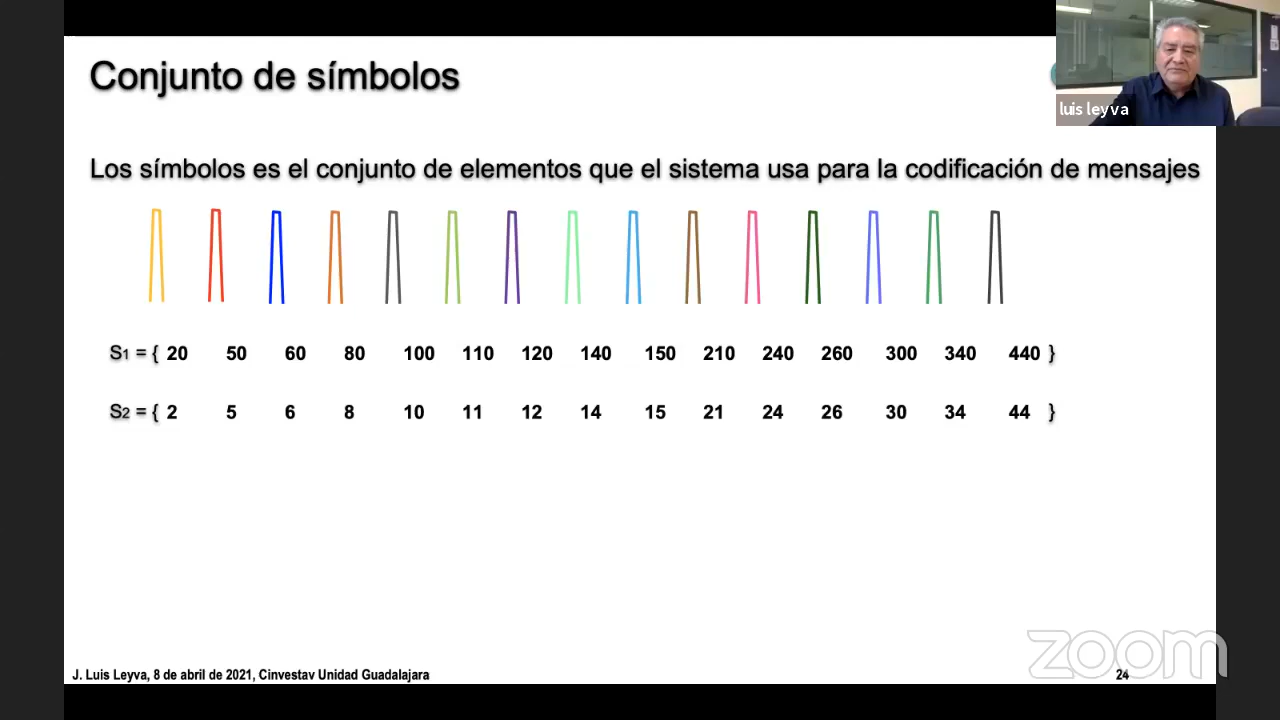 Conjunto de símbolos
luis leyva
Los símbolos es el conjunto de elementos que el sistema usa para la codificación de mensajes
S1 = { 20 50 60 80 100 110 120 140 150 210 240 260 300 340 440 }
S2 = { 2 5 6 8 10 11 12 14 15 21 24 26 30 34 44 }
zoom
J. Luis Leyva, 8 de abril de 2021, Cinvestav Unidad Guadalajara 24